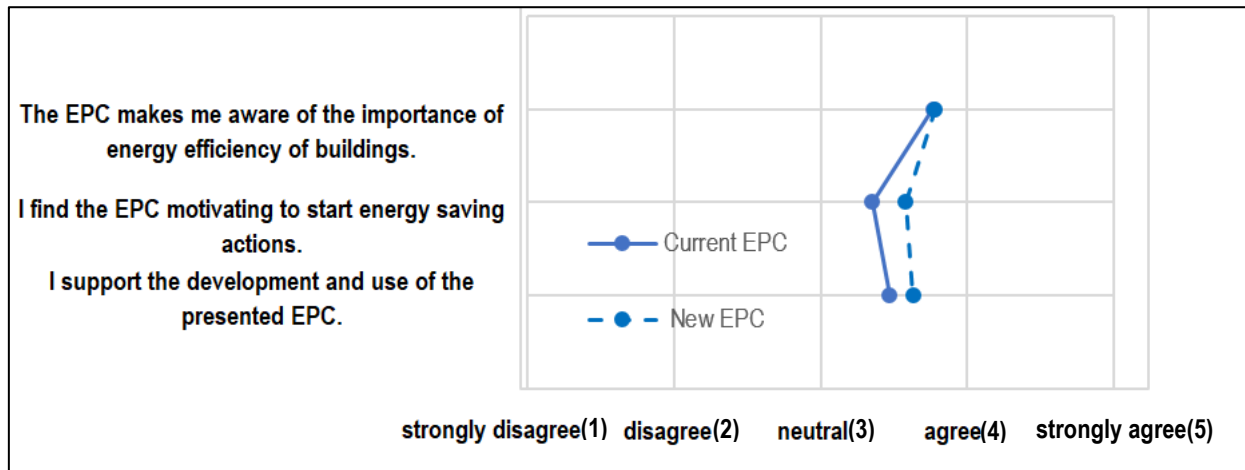 The EPC makes me aware of the importance of
energy efficiency of buildings.
I find the EPC motivating to start energy saving
actions.
I support the development and use of the
presented EPC.
Current EPC
New EPC
strongly disagree(1) disagree(2) neutral(3) agree(4) strongly agree(5)